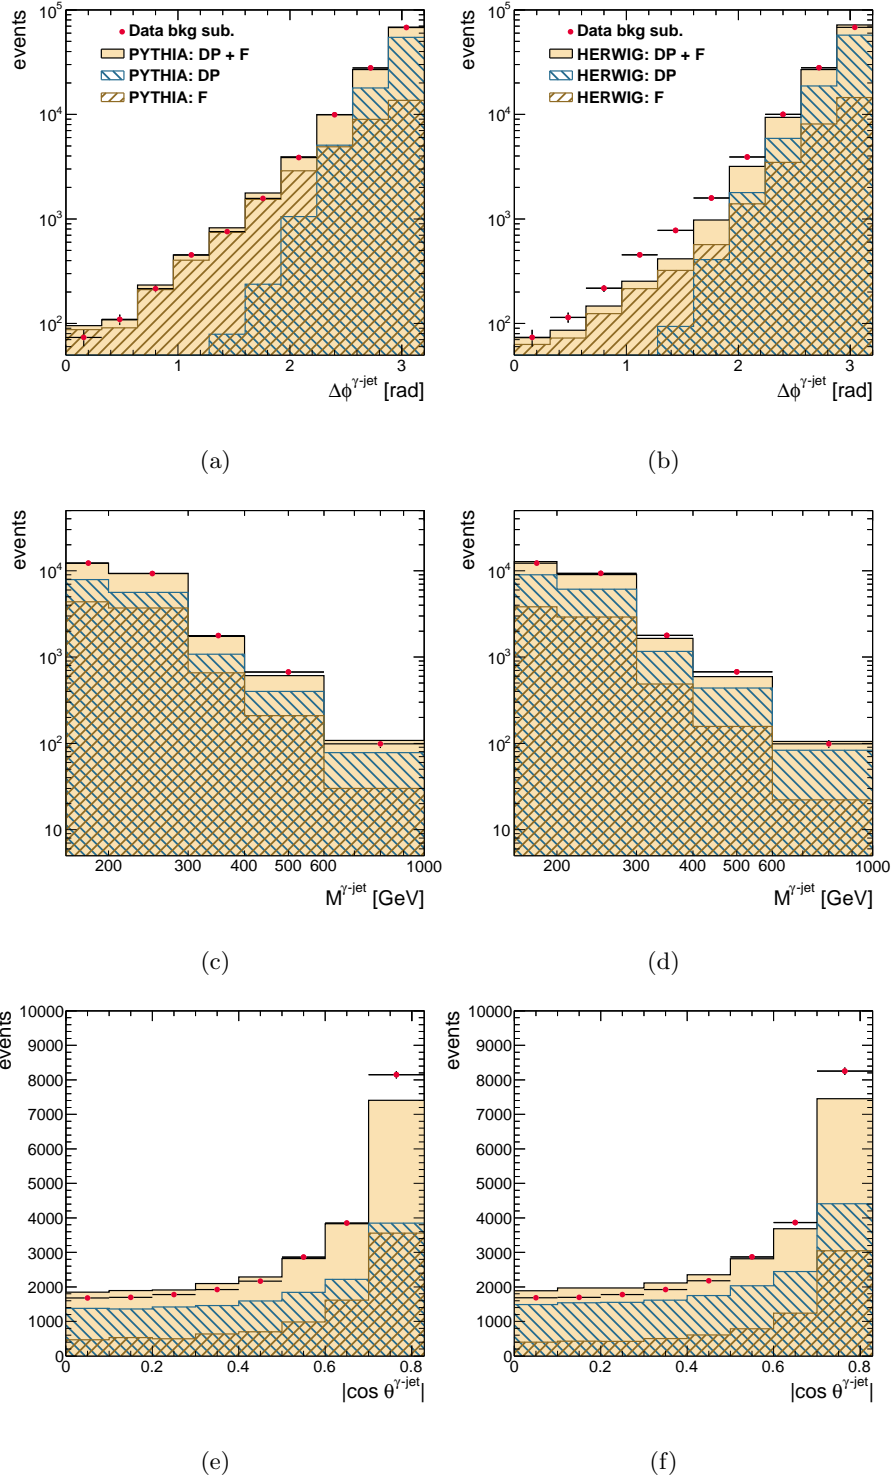 events
10^5
10^4
10^3
10^2
Data bkg sub.
PYTHIA: DP + F
PYTHIA: DP
PYTHIA: F
0 1 2 3
Δϕ^γ-jet [rad]
(a)
events
10^5
10^4
10^3
10^2
Data bkg sub.
HERWIG: DP + F
HERWIG: DP
HERWIG: F
0 1 2 3
Δϕ^γ-jet [rad]
(b)
events
10^4
10^3
10^2
10
200 300 400 500 600 1000
M^γ-jet [GeV]
(c)
events
10^4
10^3
10^2
10
200 300 400 500 600 1000
M^γ-jet [GeV]
(d)
events
10000
9000
8000
7000
6000
5000
4000
3000
2000
1000
0
0 0.2 0.4 0.6 0.8
|cos θ^γ-jet|
(e)
events
10000
9000
8000
7000
6000
5000
4000
3000
2000
1000
0
0 0.2 0.4 0.6 0.8
|cos θ^γ-jet|
(f)